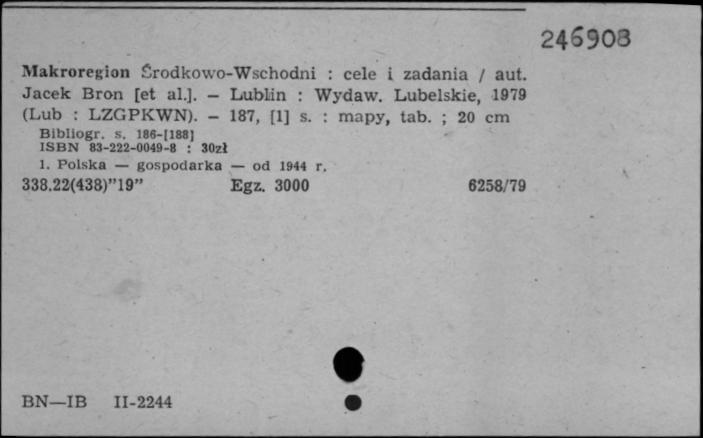 246908
Makroregion Środkowo-Wschodni : cele i zadania / aut.
Jacek Bron [et al.]. — Lublin : Wydaw. Lubelskie, 1979
(Lub : LZGPKWN). — 187, [1] s. : mapy, tab. ; 20 cm
Bibliogr. s. 186-[188]
ISBN 83-222-0049-8 : 30zł
1. Polska — gospodarka — od 1944 r.
338.22(438)"19" Egz. 3000 6258/79
BN—IB II-2244